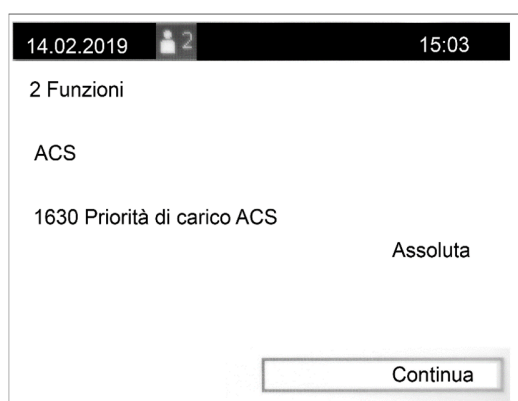 14.02.2019 2 15:03
2 Funzioni
ACS
1630 Priorità di carico ACS
Assoluta
Continua